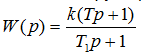 W(p) = k(Tp+1) / T₁p+1